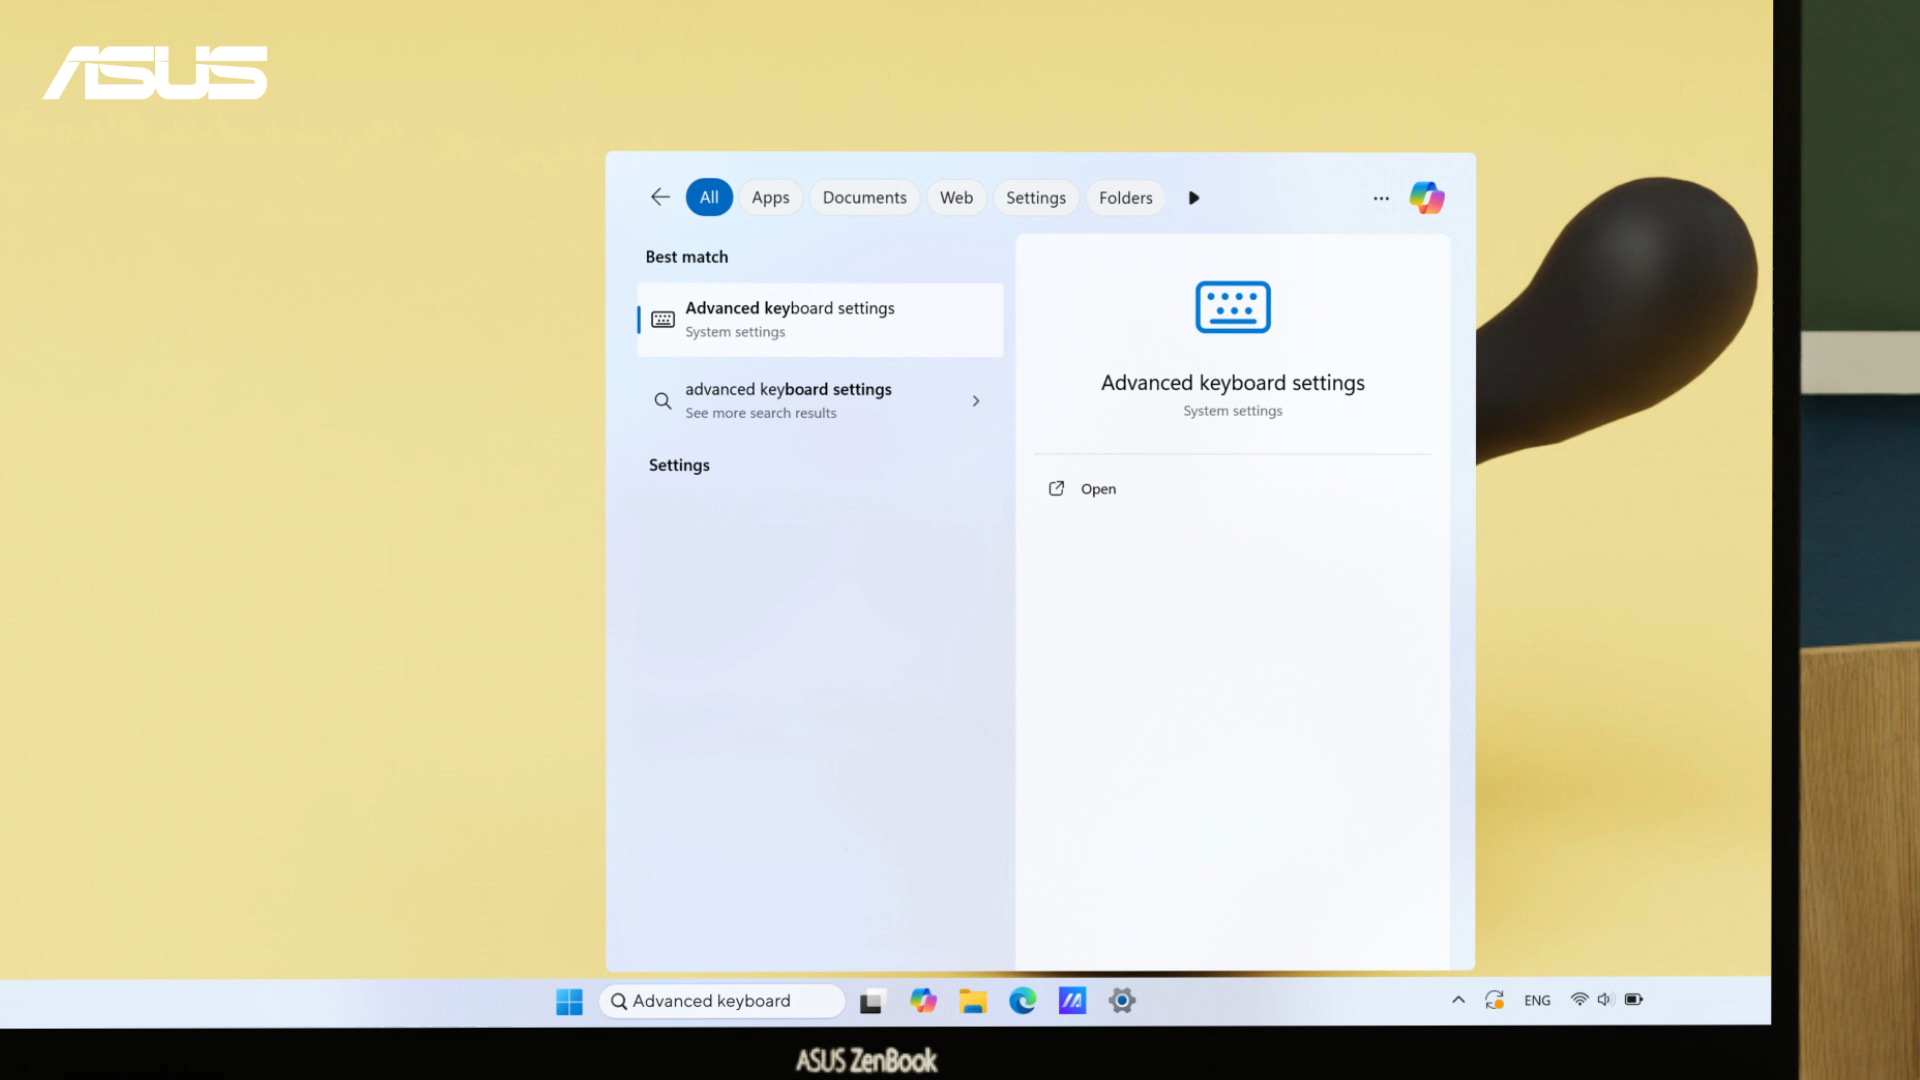 ASUS
All Apps Documents Web Settings Folders
Best match
Advanced keyboard settings
System settings
advanced keyboard settings
See more search results
Settings
Advanced keyboard settings
System settings
Open
Advanced keyboard
ENG
ASUS ZenBook